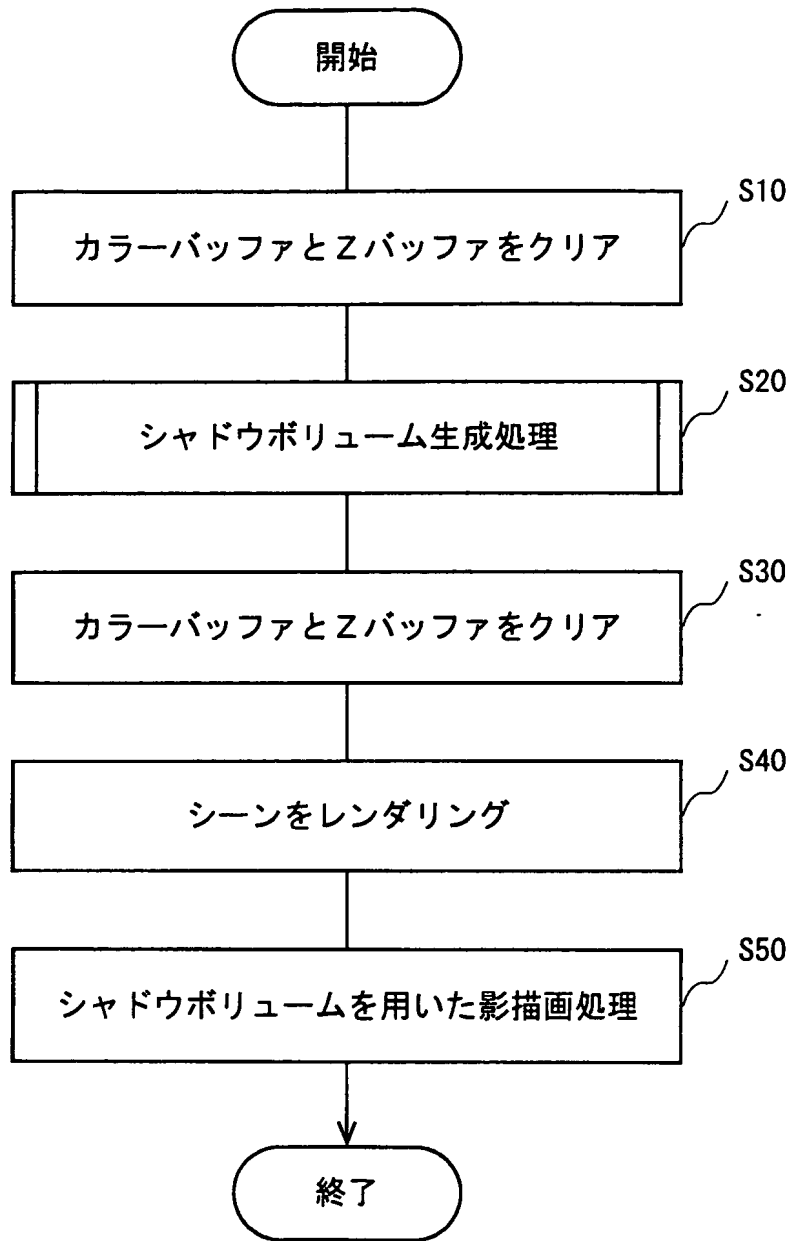 開始
S10
カラーバッファとZバッファをクリア
S20
シャドウボリューム生成処理
S30
カラーバッファとZバッファをクリア
S40
シーンをレンダリング
S50
シャドウボリュームを用いた影描画処理
終了